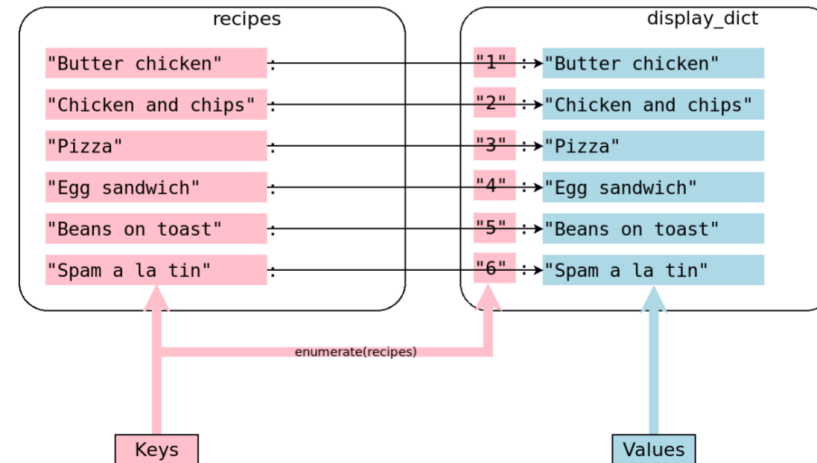 recipes
display_dict
"Butter chicken" : "1" : "Butter chicken"
"Chicken and chips" : "2" : "Chicken and chips"
"Pizza" : "3" : "Pizza"
"Egg sandwich" : "4" : "Egg sandwich"
"Beans on toast" : "5" : "Beans on toast"
"Spam a la tin" : "6" : "Spam a la tin"
enumerate(recipes)
Keys
Values